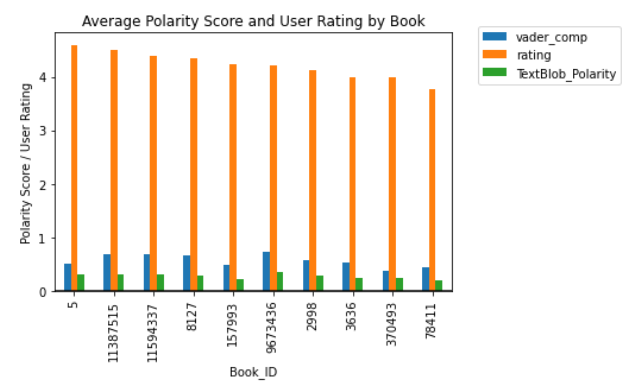 Average Polarity Score and User Rating by Book
vader_comp
rating
TextBlob_Polarity
Polarity Score / User Rating
4
3
2
1
0
5
11387515
11594337
8127
157993
9673436
2998
3636
370493
78411
Book_ID